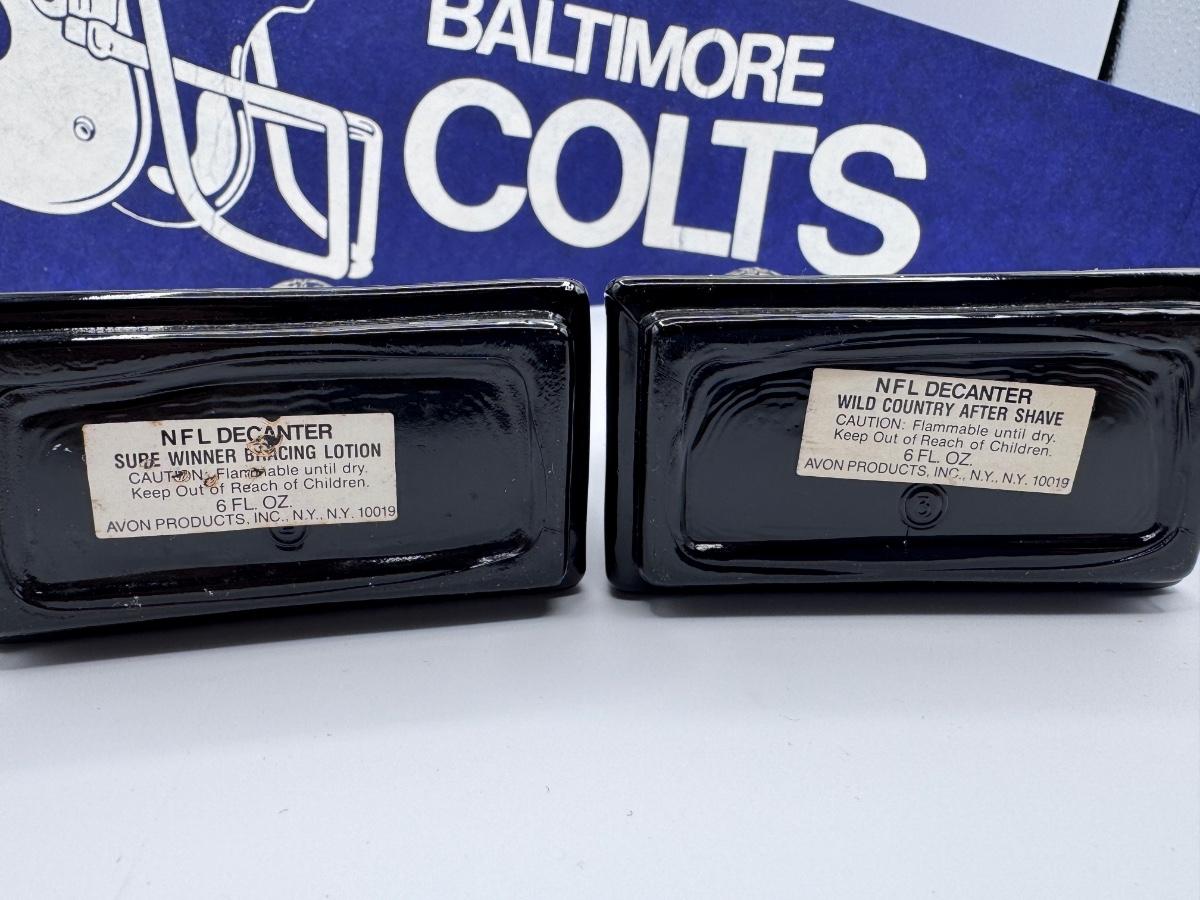 BALTIMORE
COLTS
NFL DECANTER
SURE WINNER BRACING LOTION
CAUTION: Flammable until dry.
Keep Out of Reach of Children.
6 FL. OZ.
AVON PRODUCTS, INC., N.Y., N.Y. 10019
NFL DECANTER
WILD COUNTRY AFTER SHAVE
CAUTION: Flammable until dry.
Keep Out of Reach of Children.
6 FL. OZ.
AVON PRODUCTS, INC., N.Y., N.Y. 10019
3